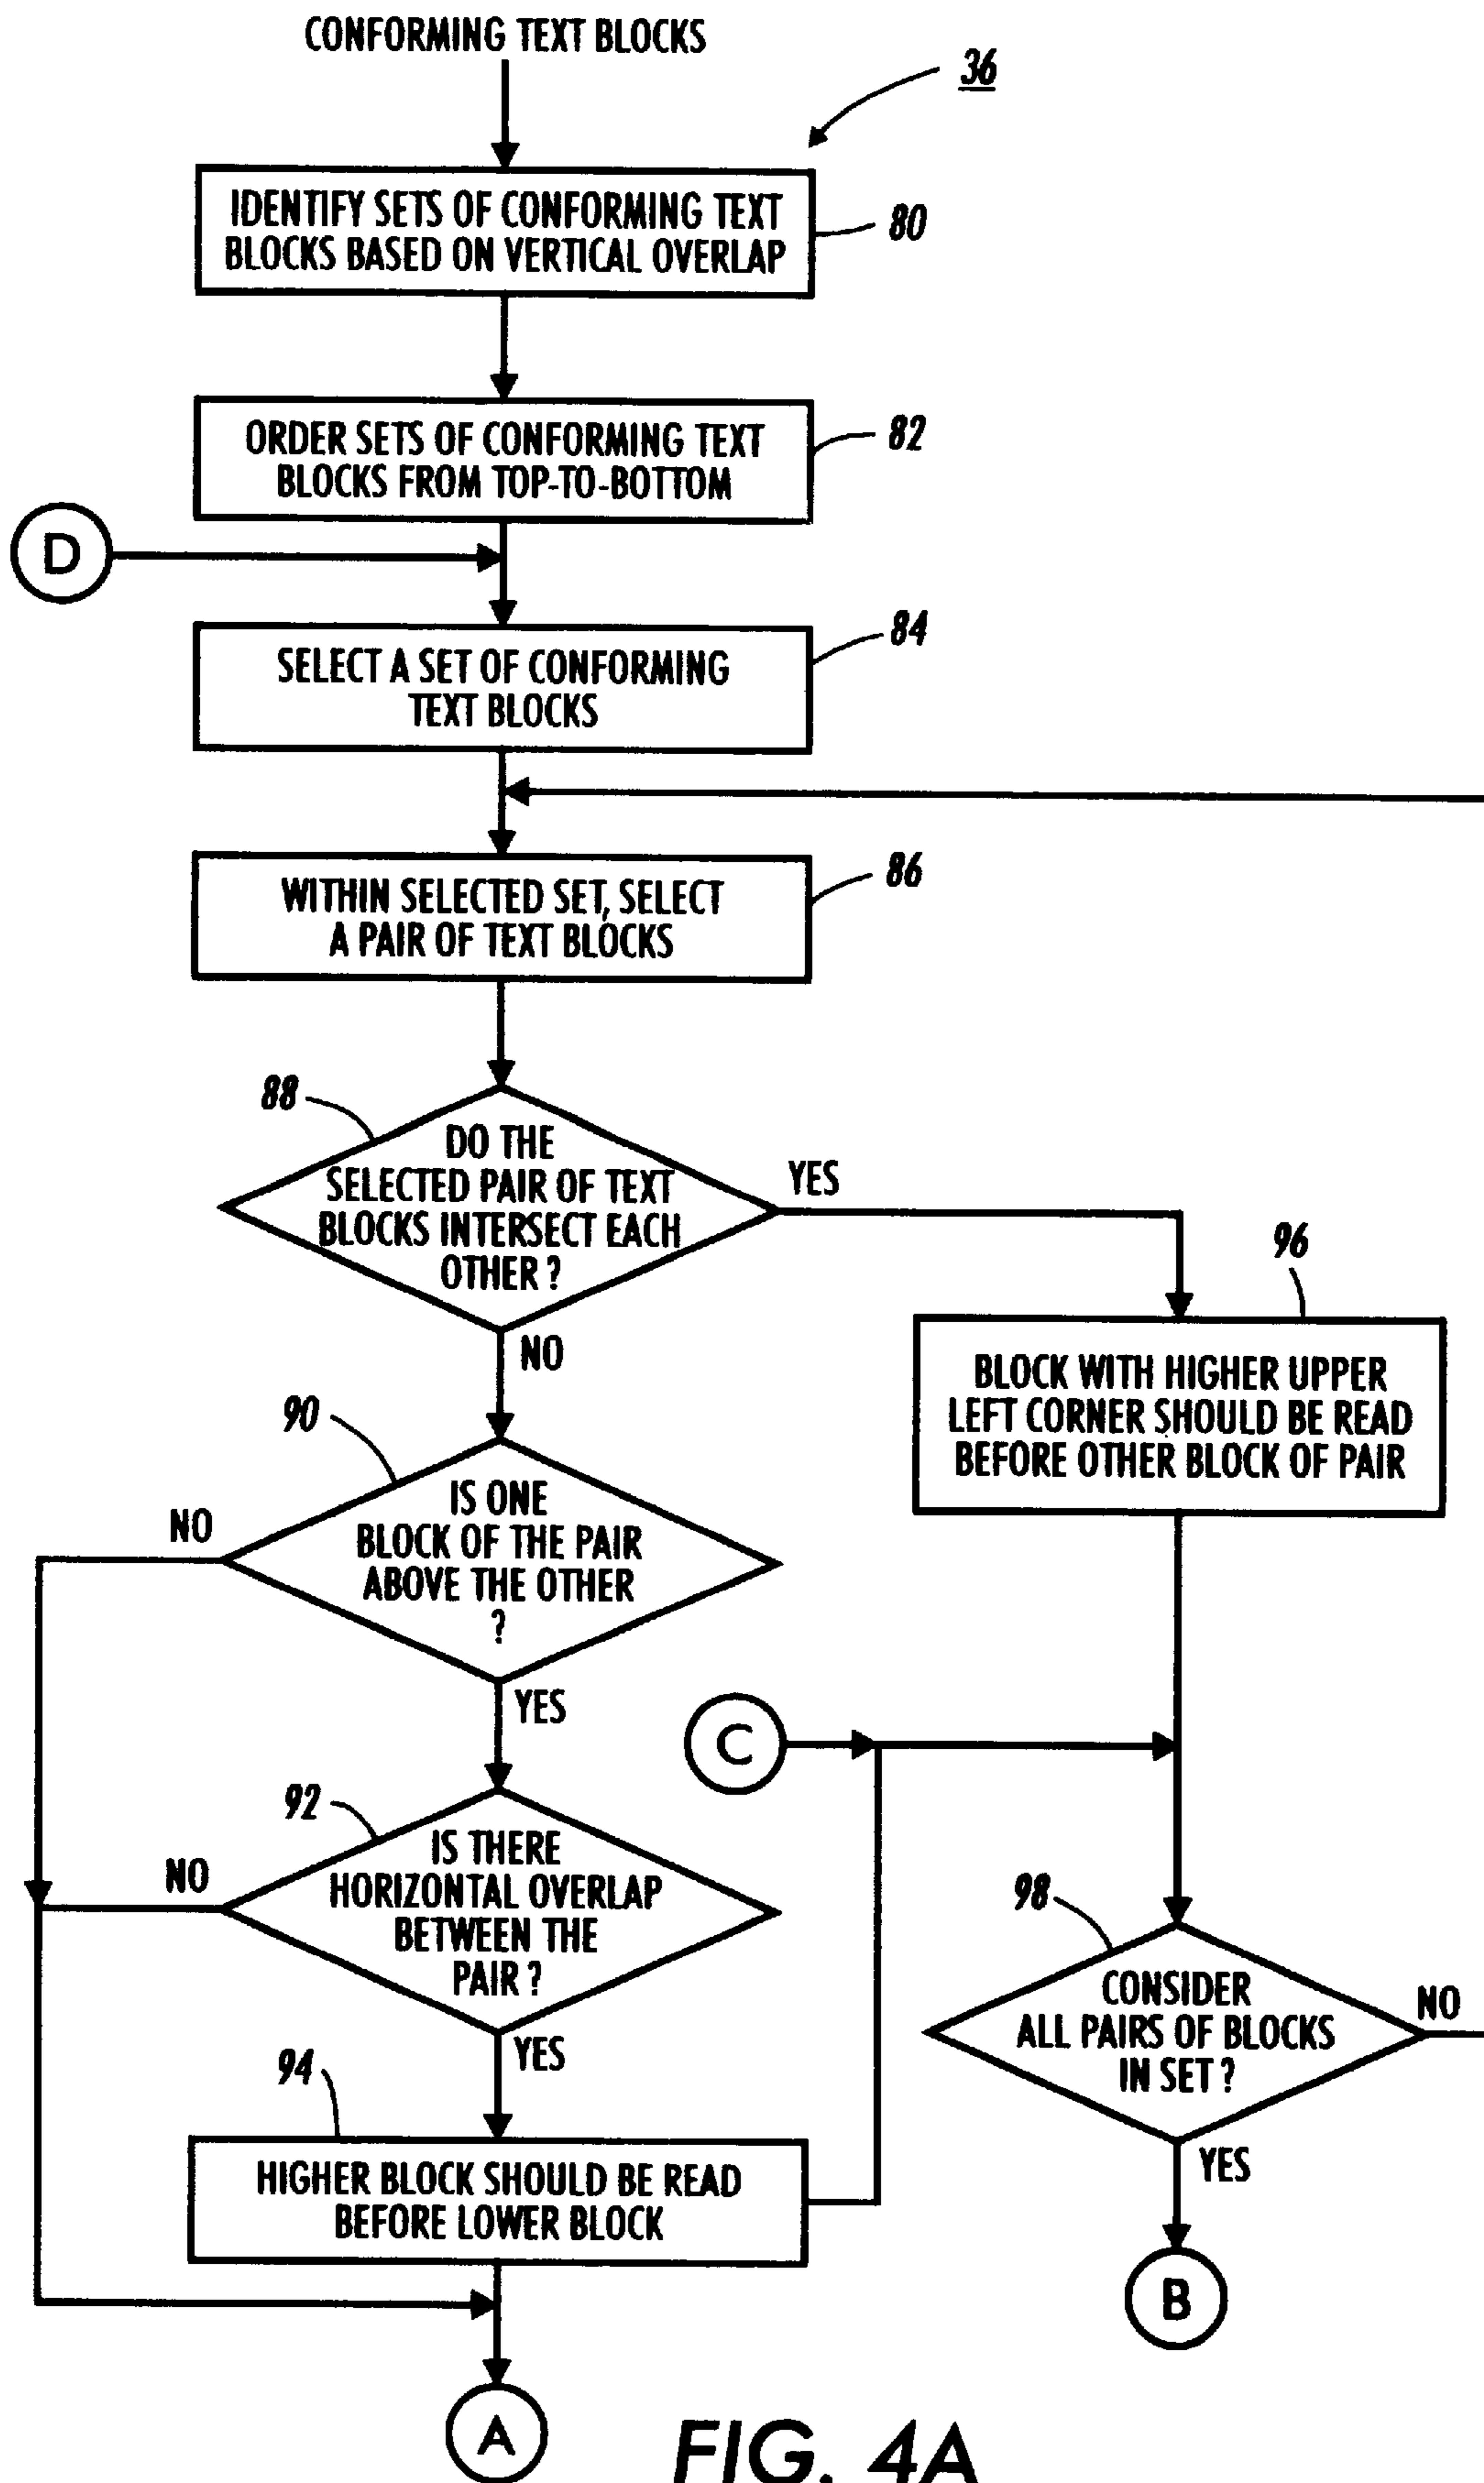 CONFORMING TEXT BLOCKS
36
IDENTIFY SETS OF CONFORMING TEXT
BLOCKS BASED ON VERTICAL OVERLAP
80
ORDER SETS OF CONFORMING TEXT
BLOCKS FROM TOP-TO-BOTTOM
82
D
SELECT A SET OF CONFORMING
TEXT BLOCKS
84
WITHIN SELECTED SET, SELECT
A PAIR OF TEXT BLOCKS
86
88
DO THE
SELECTED PAIR OF TEXT
BLOCKS INTERSECT EACH
OTHER ?
YES
NO
96
BLOCK WITH HIGHER UPPER
LEFT CORNER SHOULD BE READ
BEFORE OTHER BLOCK OF PAIR
90
IS ONE
BLOCK OF THE PAIR
ABOVE THE OTHER
?
NO
YES
C
92
IS THERE
HORIZONTAL OVERLAP
BETWEEN THE
PAIR ?
NO
YES
98
CONSIDER
ALL PAIRS OF BLOCKS
IN SET ?
NO
YES
94
HIGHER BLOCK SHOULD BE READ
BEFORE LOWER BLOCK
B
A
FIG. 4A